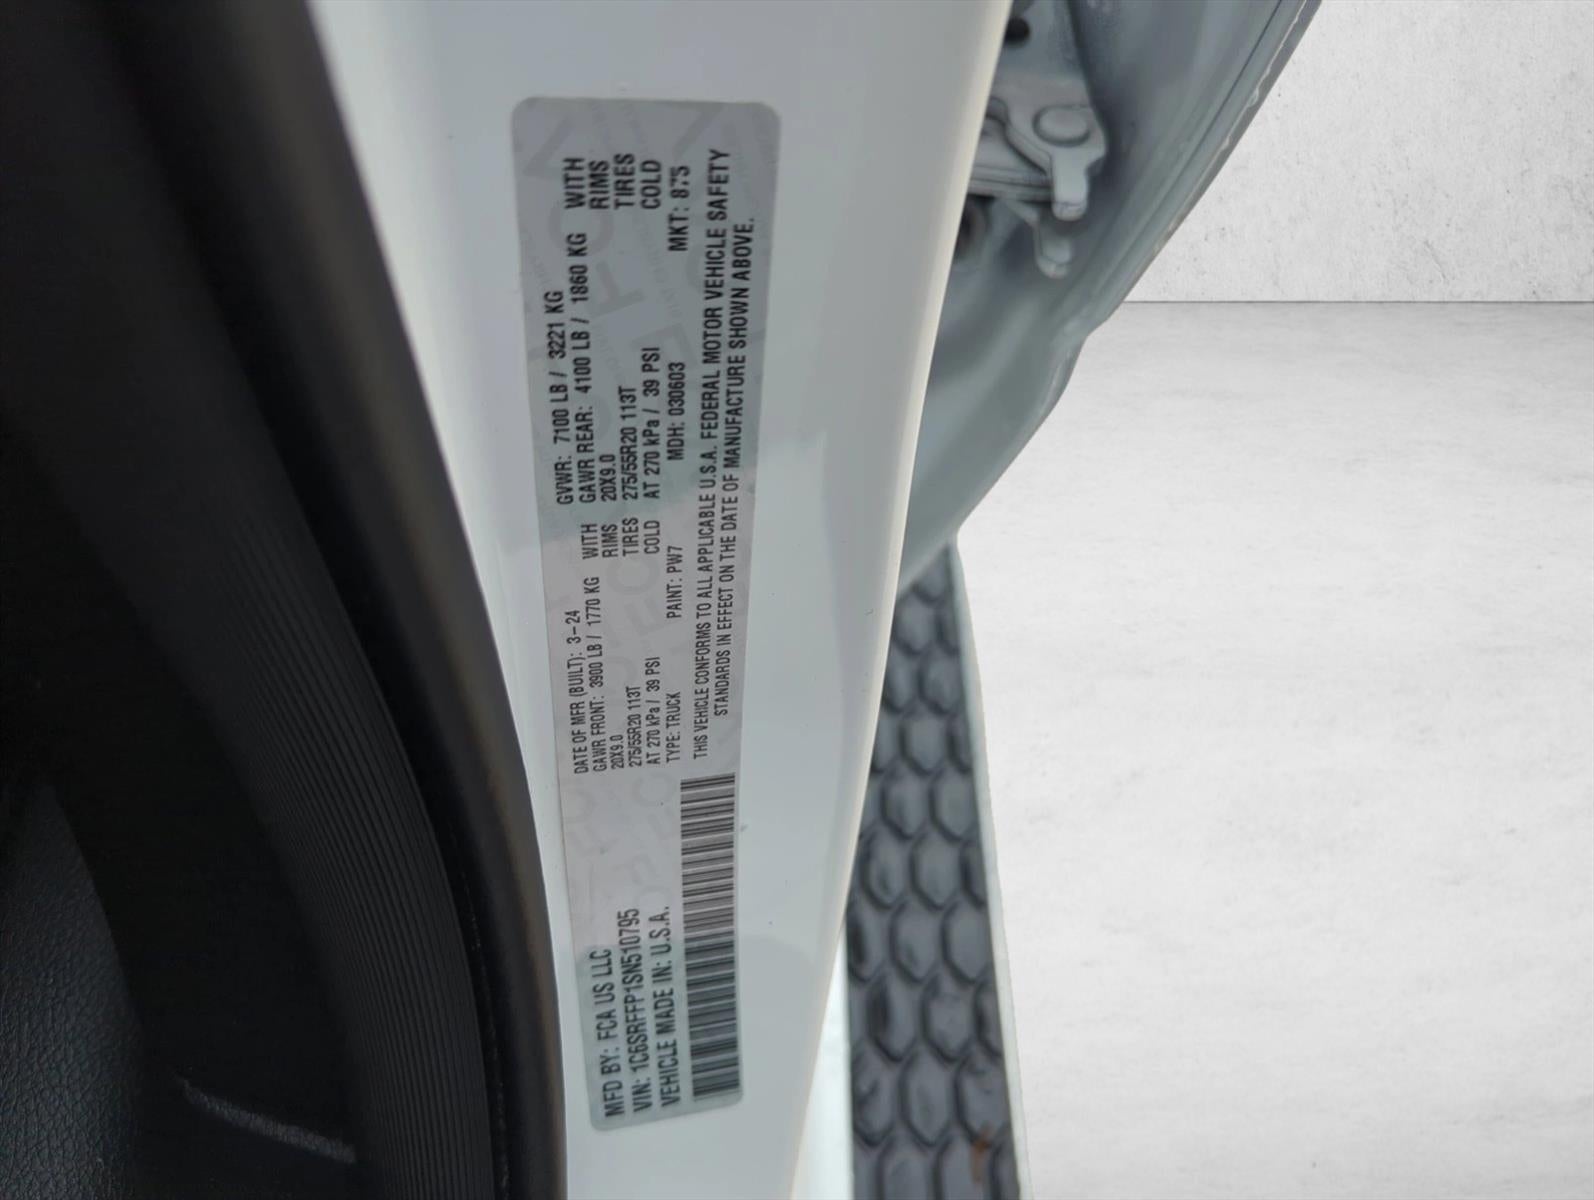 MFD BY: FCA US LLC
VIN: 1C6SRFFP1SN510795
VEHICLE MADE IN: U.S.A.
DATE OF MFR (BUILT): 3-24 GVWR: 7100 LB / 3221 KG
GAWR FRONT: 3900 LB / 1770 KG WITH GAWR REAR: 4100 LB / 1860 KG WITH
20X9.0 RIMS 20X9.0 RIMS
275/55R20 113T TIRES 275/55R20 113T TIRES
AT 270 kPa / 39 PSI COLD AT 270 kPa / 39 PSI COLD
TYPE: TRUCK PAINT: PW7 MDH: 030603 MKT: 875
THIS VEHICLE CONFORMS TO ALL APPLICABLE U.S.A. FEDERAL MOTOR VEHICLE SAFETY
STANDARDS IN EFFECT ON THE DATE OF MANUFACTURE SHOWN ABOVE.